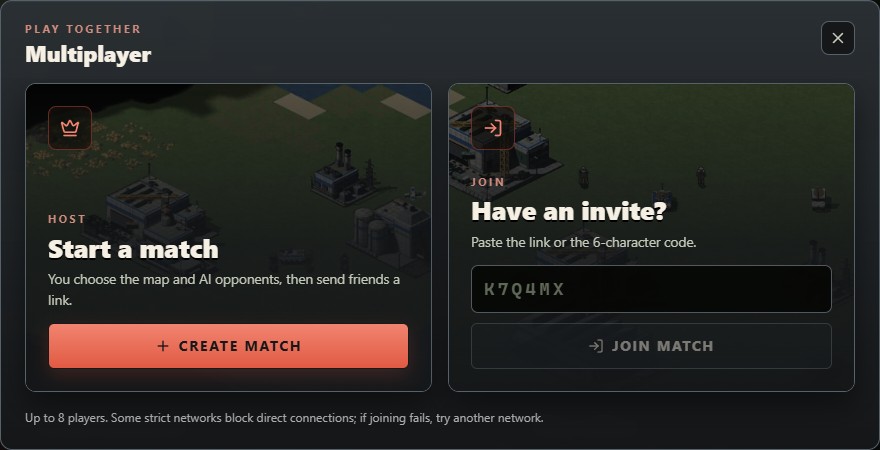 PLAY TOGETHER
Multiplayer
HOST
Start a match
You choose the map and AI opponents, then send friends a
link.
CREATE MATCH
JOIN
Have an invite?
Paste the link or the 6-character code.
K7Q4MX
JOIN MATCH
Up to 8 players. Some strict networks block direct connections; if joining fails, try another network.